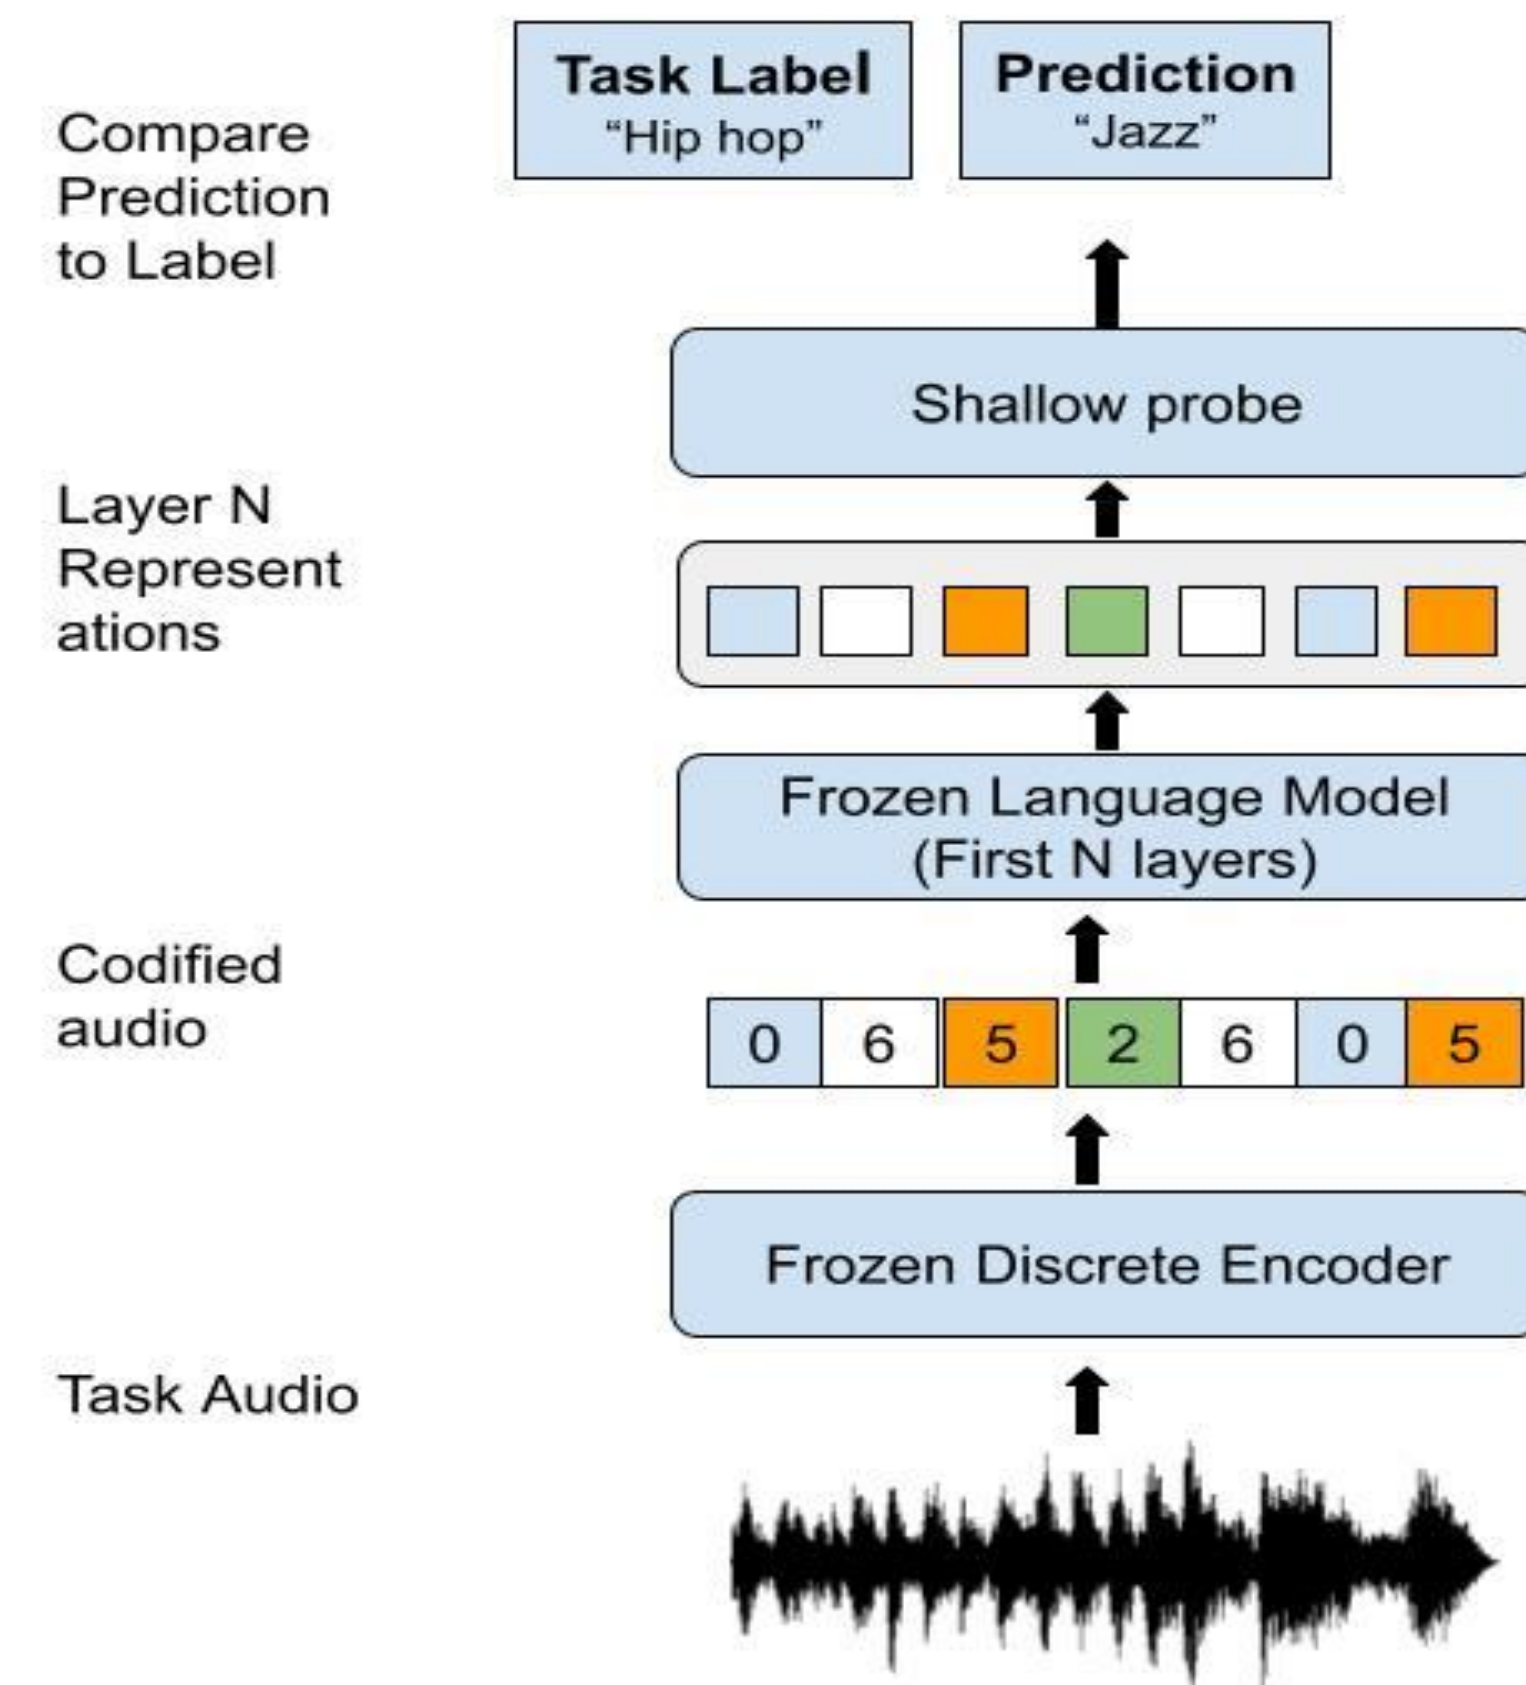 Task Label
“Hip hop”
Prediction
“Jazz”
Compare
Prediction
to Label
Shallow probe
Layer N
Represent
ations
Frozen Language Model
(First N layers)
Codified
audio
0 6 5 2 6 0 5
Frozen Discrete Encoder
Task Audio